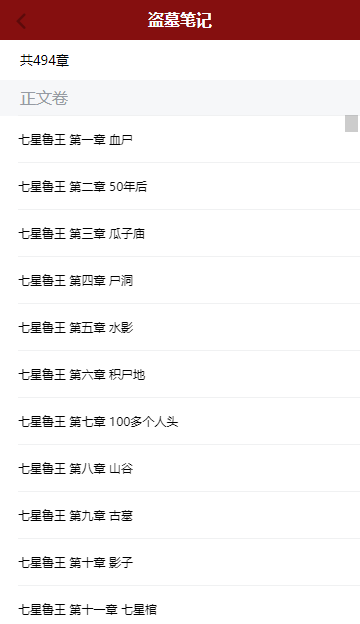 盗墓笔记
共494章
正文卷
七星鲁王 第一章 血尸
七星鲁王 第二章 50年后
七星鲁王 第三章 瓜子庙
七星鲁王 第四章 尸洞
七星鲁王 第五章 水影
七星鲁王 第六章 积尸地
七星鲁王 第七章 100多个人头
七星鲁王 第八章 山谷
七星鲁王 第九章 古墓
七星鲁王 第十章 影子
七星鲁王 第十一章 七星棺